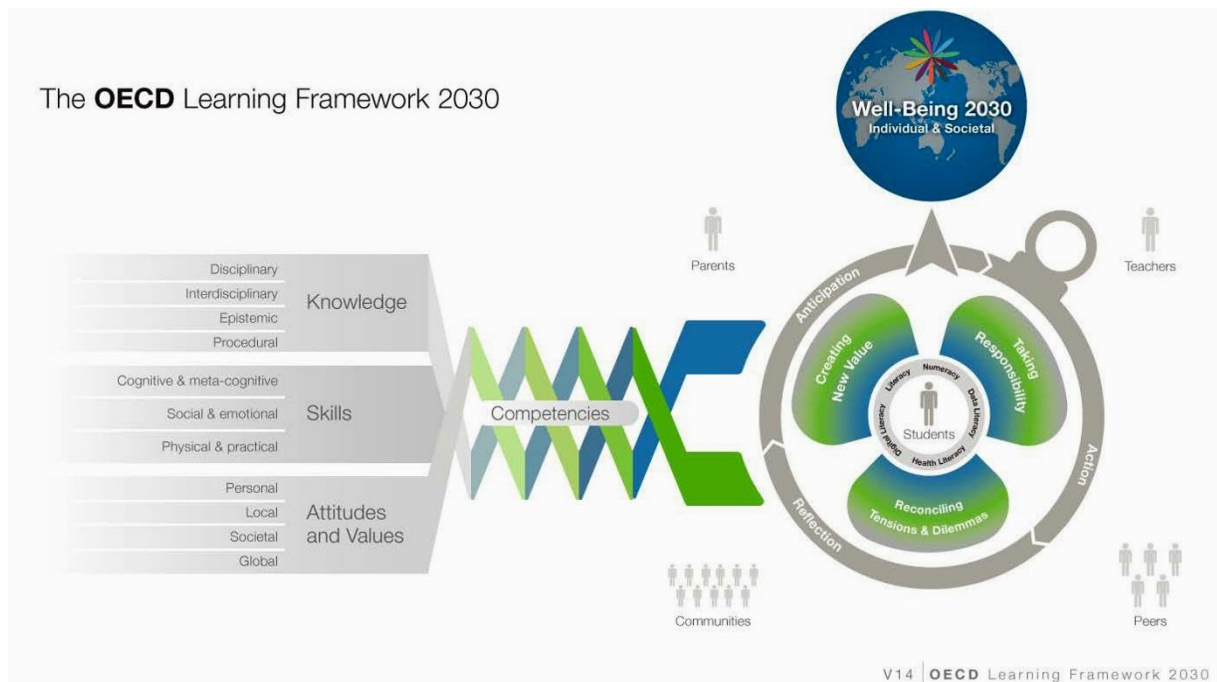 The OECD Learning Framework 2030
Well-Being 2030
Individual & Societal
Parents
Teachers
Disciplinary
Interdisciplinary
Epistemic
Procedural
Knowledge
Cognitive & meta-cognitive
Social & emotional
Physical & practical
Skills
Personal
Local
Societal
Global
Attitudes
and Values
Competencies
Anticipation
Action
Reflection
Creating
New Value
Taking
Responsibility
Reconciling
Tensions & Dilemmas
Literacy
Numeracy
Data Literacy
Health Literacy
Digital Literacy
Students
Communities
Peers
V14 | OECD Learning Framework 2030